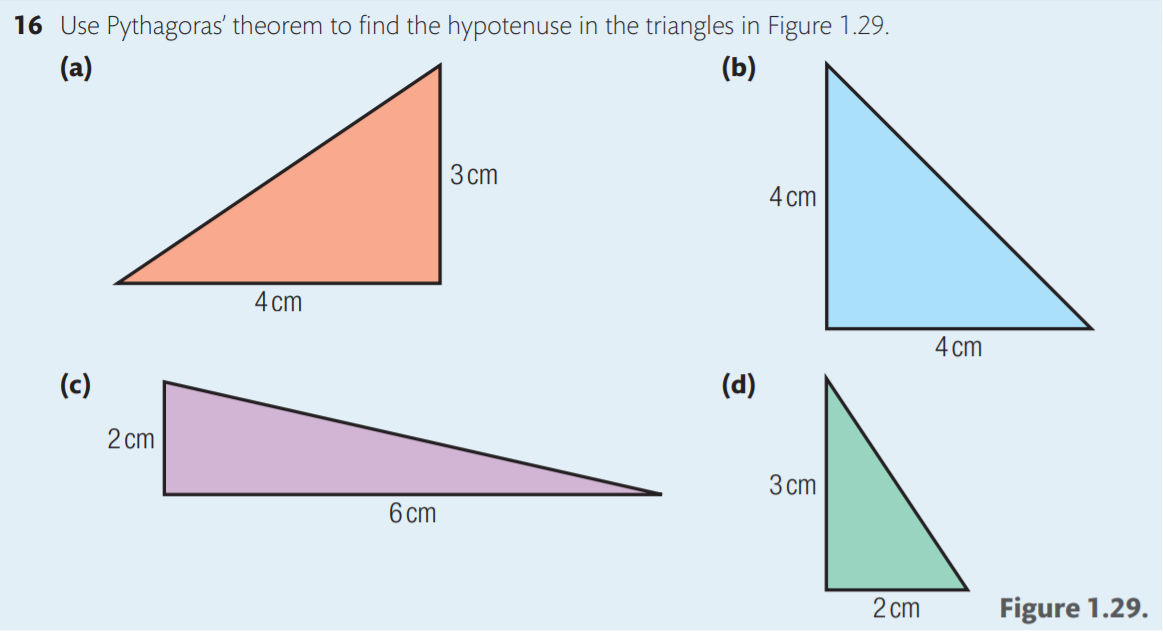 16 Use Pythagoras’ theorem to find the hypotenuse in the triangles in Figure 1.29.
(a)
3 cm
4 cm
(b)
4 cm
4 cm
(c)
2 cm
6 cm
(d)
3 cm
2 cm
Figure 1.29.